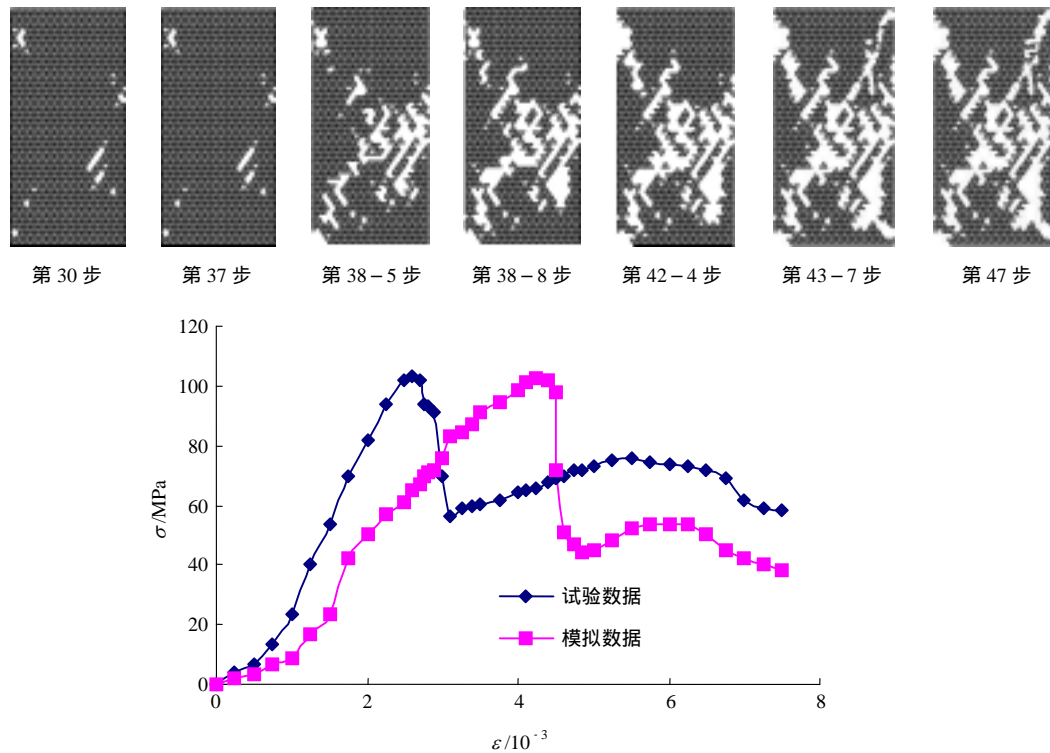 第 30 步
第 37 步
第 38－5 步
第 38－8 步
第 42－4 步
第 43－7 步
第 47 步
120
100
80
60
40
20
0
σ/MPa
试验数据
模拟数据
0
2
4
6
8
ε/10⁻³